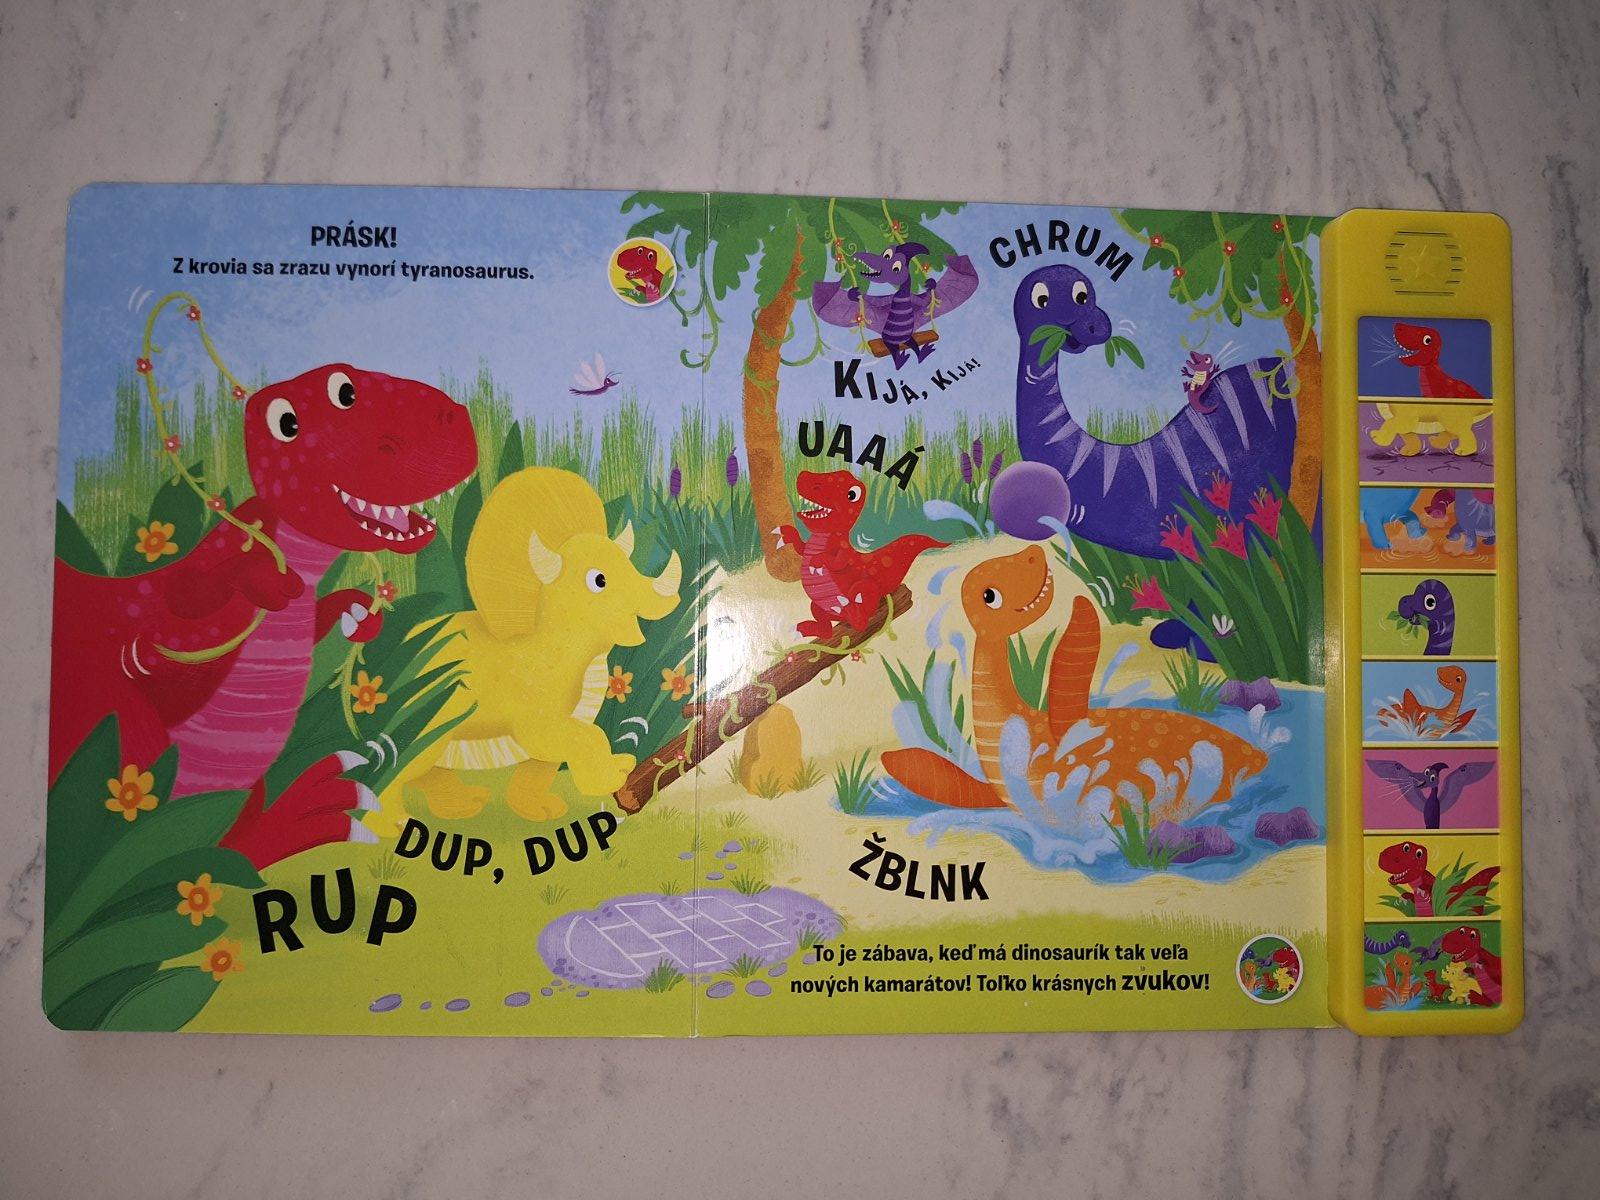 PRÁSK!
Z krovia sa zrazu vynorí tyranosaurus.
CHRUM
KIJÁ, KIJÁ!
UAAÁ
DUP, DUP
RUP
ŽBLNK
To je zábava, keď má dinosaurík tak veľa
nových kamarátov! Toľko krásnych zvukov!